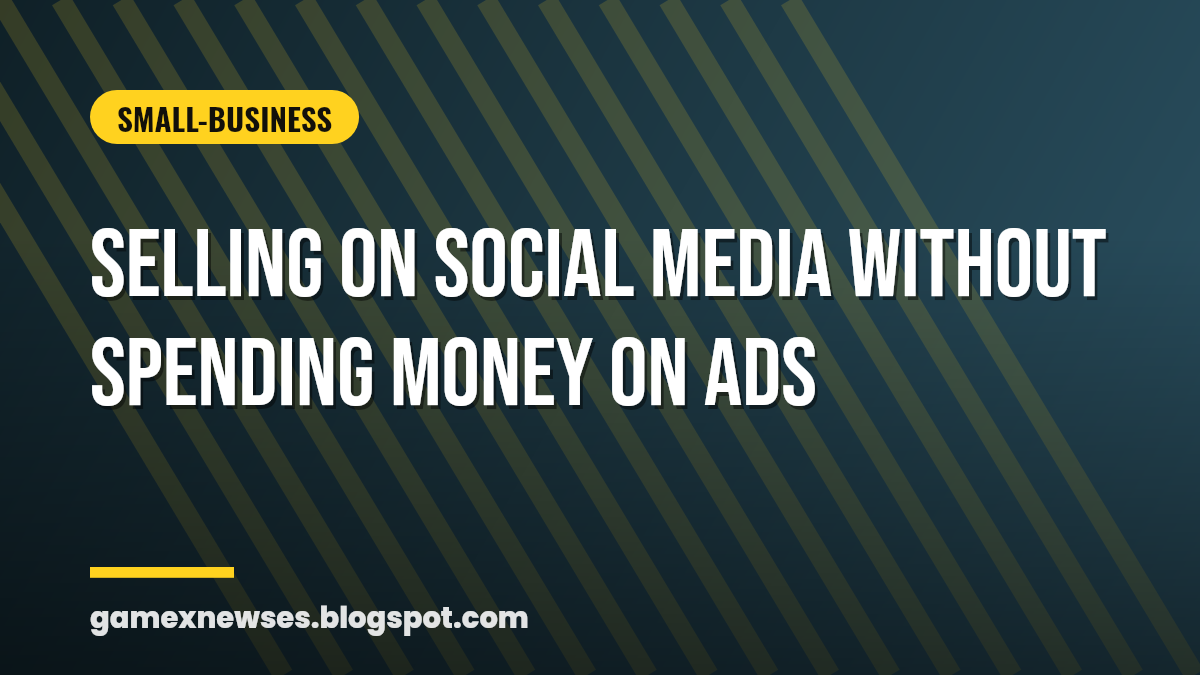 SMALL-BUSINESS
SELLING ON SOCIAL MEDIA WITHOUT
SPENDING MONEY ON ADS
gamexnewses.blogspot.com